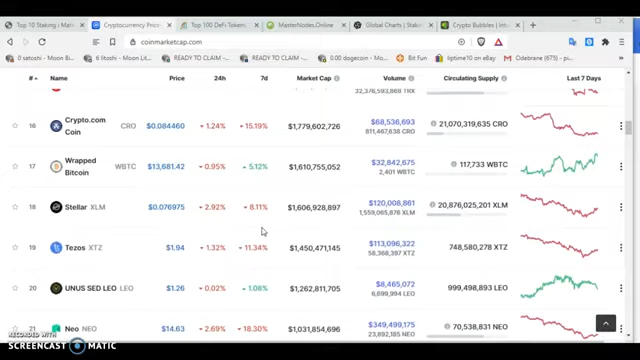 Top 10 Staking Cryptocurrency Price Top 100 DeFi Token MasterNodes.Online Global Charts | Stak Crypto Bubbles | Int
coinmarketcap.com
0 satoshi - Moon Bi 6 litoshi - Moon Lit READY TO CLAIM READY TO CLAIM 0.00 dogecoin - M Bit Fun liptime10 on eBay Odebrane (5.339)
# Name Price 24h 7d Market Cap Volume Circulating Supply Last 7 Days
32,376,593,868 TRX
16 Crypto.com Coin CRO $0.084460 1.24% 15.19% $1,779,602,726 $68,536,693 21,070,319,635 CRO
811,467,638 CRO
17 Wrapped Bitcoin WBTC $13,681.42 0.95% 5.12% $1,610,755,052 $32,842,675 117,733 WBTC
2,401 WBTC
18 Stellar XLM $0.076975 2.92% 8.11% $1,606,928,897 $120,008,861 20,876,025,201 XLM
1,559,065,876 XLM
19 Tezos XTZ $1.94 1.32% 11.34% $1,450,471,145 $113,096,322 748,580,278 XTZ
58,368,397 XTZ
20 UNUS SED LEO LEO $1.26 0.02% 1.08% $1,262,811,705 $8,465,072 999,498,893 LEO
6,699,994 LEO
21 Neo NEO $14.63 2.69% 18.30% $1,031,854,696 $349,499,175 70,538,831 NEO
23,892,185 NEO
RECORDED WITH
SCREENCAST MATIC